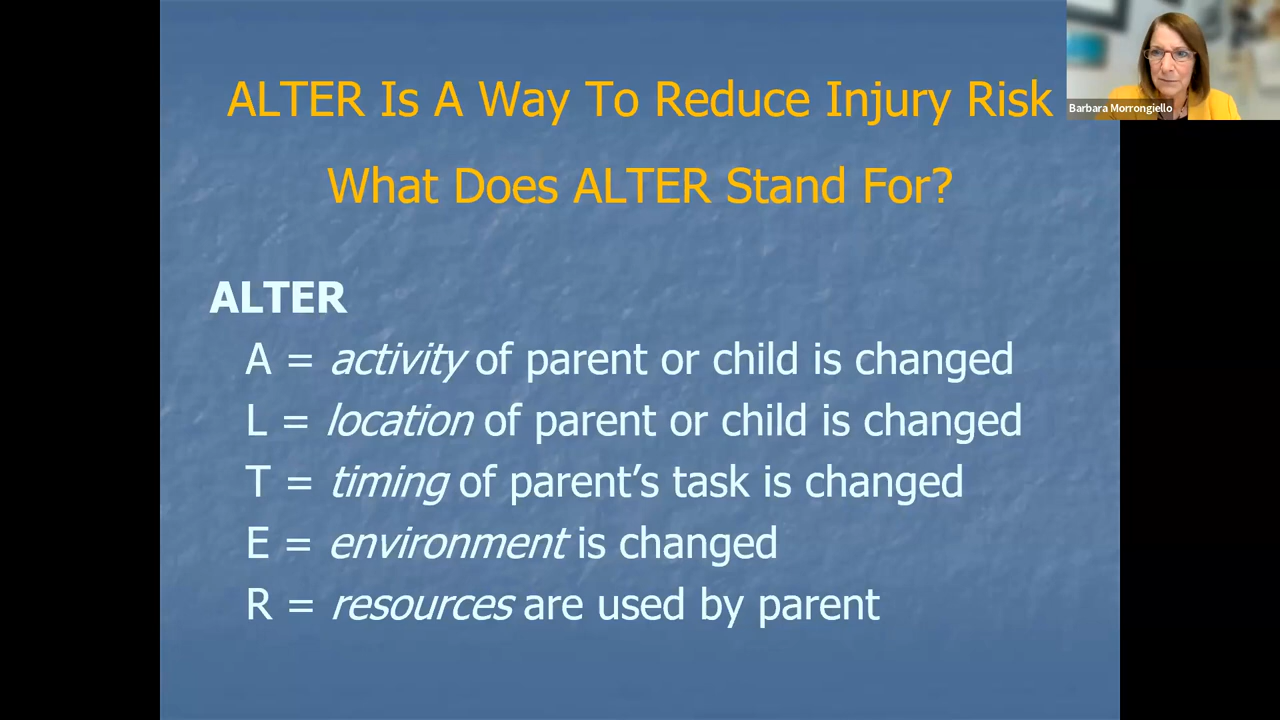 ALTER Is A Way To Reduce Injury Risk
What Does ALTER Stand For?
Barbara Morrongiello
ALTER
A = activity of parent or child is changed
L = location of parent or child is changed
T = timing of parent’s task is changed
E = environment is changed
R = resources are used by parent